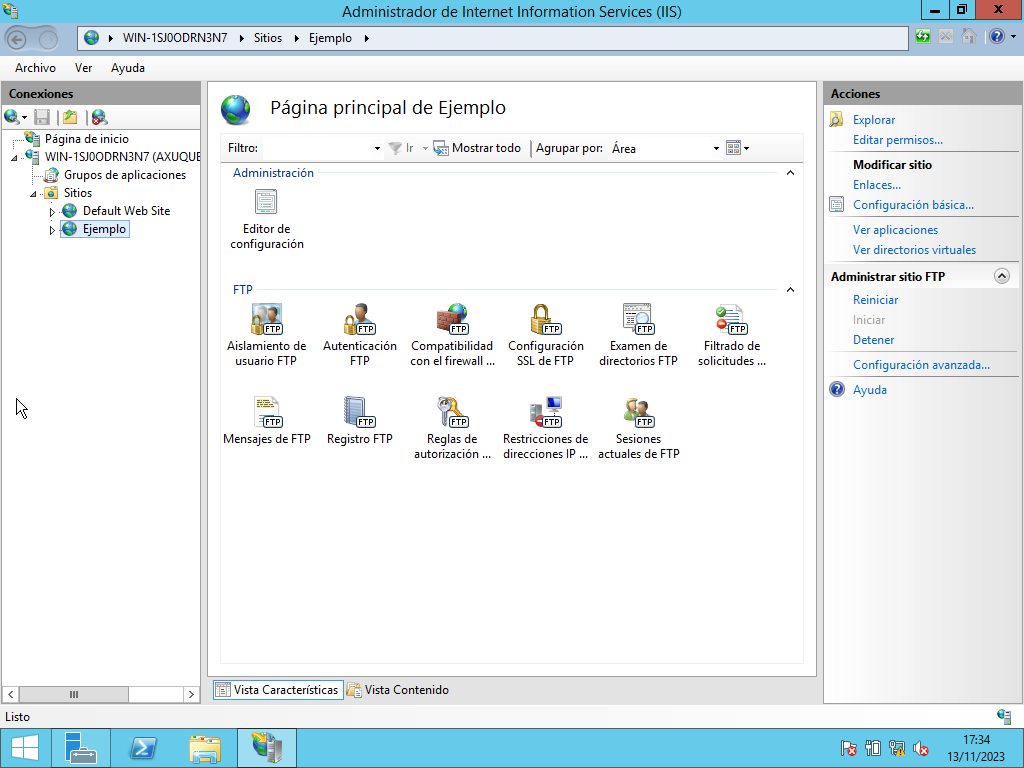 Administrador de Internet Information Services (IIS)
WIN-1SJ0ODRN3N7 Sitios Ejemplo
Archivo Ver Ayuda
Conexiones
Página de inicio
WIN-1SJ0ODRN3N7 (AXUQUE
Grupos de aplicaciones
Sitios
Default Web Site
Ejemplo
Página principal de Ejemplo
Filtro: Ir Mostrar todo Agrupar por: Área
Administración
Editor de
configuración
FTP
Aislamiento de
usuario FTP
Autenticación
FTP
Compatibilidad
con el firewall ...
Configuración
SSL de FTP
Examen de
directorios FTP
Filtrado de
solicitudes ...
Mensajes de FTP
Registro FTP
Reglas de
autorización ...
Restricciones de
direcciones IP ...
Sesiones
actuales de FTP
Vista Características Vista Contenido
Acciones
Explorar
Editar permisos...
Modificar sitio
Enlaces...
Configuración básica...
Ver aplicaciones
Ver directorios virtuales
Administrar sitio FTP
Reiniciar
Iniciar
Detener
Configuración avanzada...
Ayuda
Listo
17:34
13/11/2023